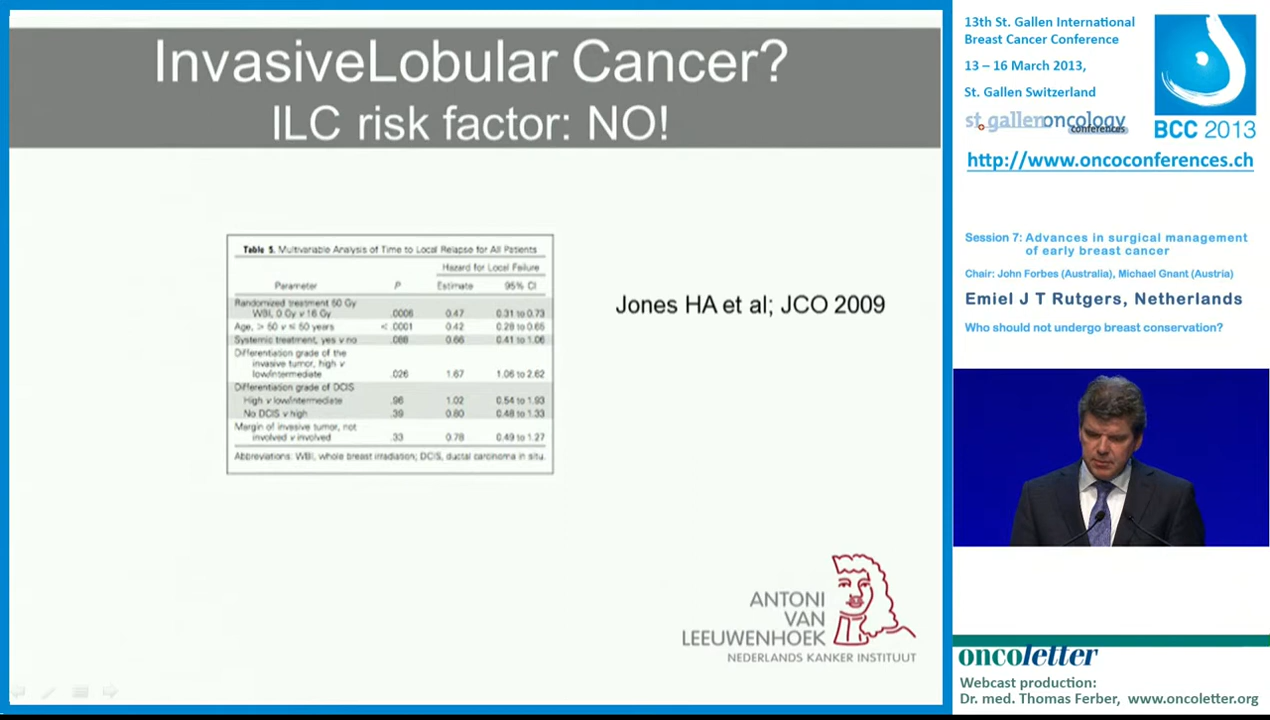 InvasiveLobular Cancer?
ILC risk factor: NO!
Table 5. Multivariable Analysis of Time to Local Relapse for All Patients
Hazard for Local Failure
Parameter P Estimate 95% CI
Randomized treatment 50 Gy
WBI, 0 Gy v 16 Gy .0006 0.47 0.31 to 0.73
Age, > 50 v ≤ 50 years < .0001 0.42 0.28 to 0.65
Systemic treatment, yes v no .088 0.66 0.41 to 1.06
Differentiation grade of the
invasive tumor, high v
low/intermediate .026 1.67 1.06 to 2.62
Differentiation grade of DCIS
High v low/intermediate .96 1.02 0.54 to 1.93
No DCIS v high .39 0.80 0.48 to 1.33
Margin of invasive tumor, not
involved v involved .33 0.78 0.49 to 1.27
Abbreviations: WBI, whole breast irradiation; DCIS, ductal carcinoma in situ.
Jones HA et al; JCO 2009
ANTONI
VAN
LEEUWENHOEK
NEDERLANDS KANKER INSTITUUT
13th St. Gallen International
Breast Cancer Conference
13 – 16 March 2013,
St. Gallen Switzerland
st.gallenoncology
conferences
BCC 2013
http://www.oncoconferences.ch
Session 7: Advances in surgical management
of early breast cancer
Chair: John Forbes (Australia), Michael Gnant (Austria)
Emiel J T Rutgers, Netherlands
Who should not undergo breast conservation?
oncoletter
Webcast production:
Dr. med. Thomas Ferber, www.oncoletter.org